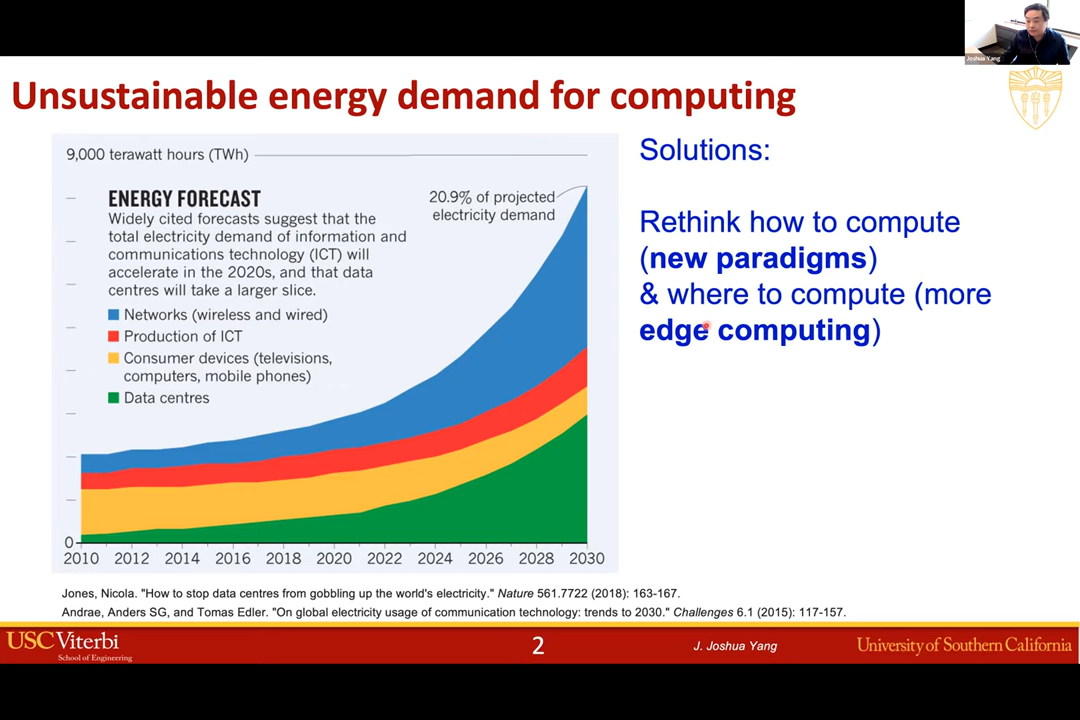 Joshua Yang
Unsustainable energy demand for computing
9,000 terawatt hours (TWh)
ENERGY FORECAST
Widely cited forecasts suggest that the
total electricity demand of information and
communications technology (ICT) will
accelerate in the 2020s, and that data
centres will take a larger slice.
Networks (wireless and wired)
Production of ICT
Consumer devices (televisions,
computers, mobile phones)
Data centres
20.9% of projected
electricity demand
0
2010 2012 2014 2016 2018 2020 2022 2024 2026 2028 2030
Solutions:
Rethink how to compute
(new paradigms)
& where to compute (more
edge computing)
Jones, Nicola. "How to stop data centres from gobbling up the world's electricity." Nature 561.7722 (2018): 163-167.
Andrae, Anders SG, and Tomas Edler. "On global electricity usage of communication technology: trends to 2030." Challenges 6.1 (2015): 117-157.
USC Viterbi
School of Engineering
2
J. Joshua Yang
University of Southern California